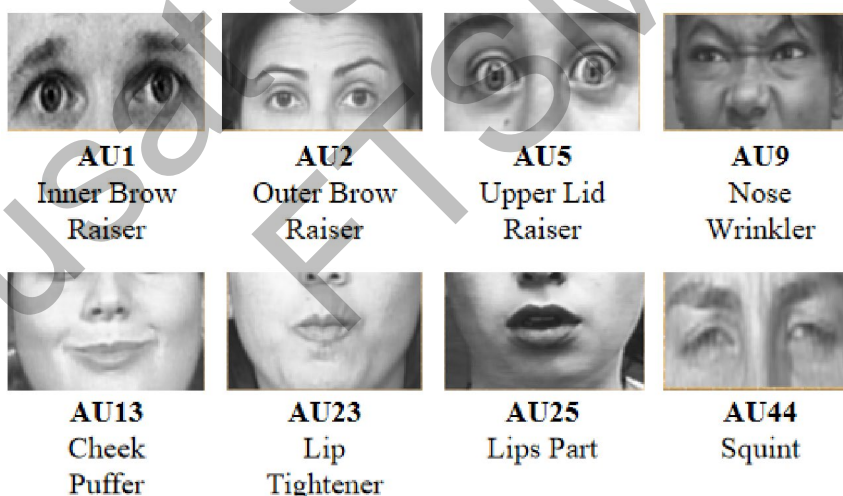 AU1 AU2 AU5 AU9
Inner Brow Outer Brow Upper Lid Nose
Raiser Raiser Raiser Wrinkler
AU13 AU23 AU25 AU44
Cheek Lip Lips Part Squint
Puffer Tightener